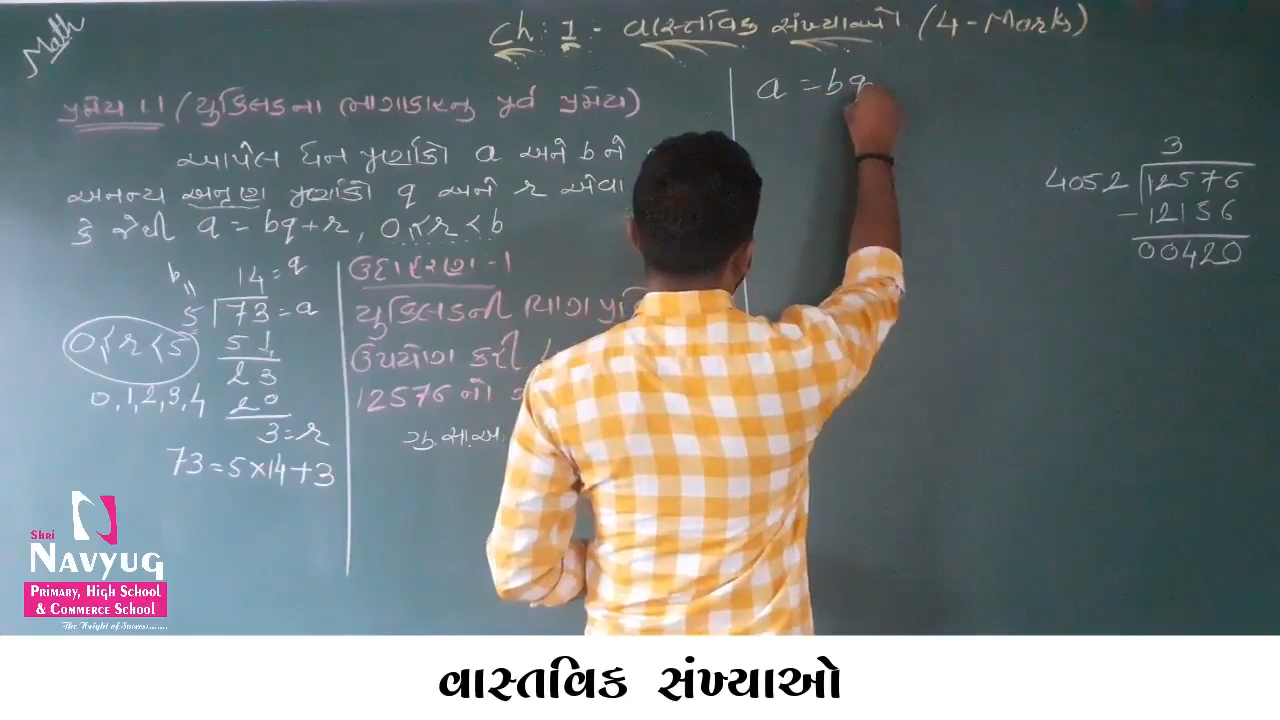 Math
Ch: 1 - વાસ્તવિક સંખ્યાઓ (4-Marks)
પ્રમેય 1.1 (યુક્લિડના ભાગાકારનું પૂર્વ પ્રમેય)
આપેલ ધન પૂર્ણાંકો a અને b ને
અનન્ય અનૃણ પૂર્ણાંકો q અને r એવા
કે જેથી a = bq + r, 0 ≤ r < b
b 14 = q
5 73 = a
0 ≤ r < 5 5↓
23
0,1,2,3,4 20
3 = r
73 = 5 × 14 + 3
ઉદાહરણ - 1
યુક્લિડની ભાગ
ઉપયોગ કરી
12576 નો
ગુ.સા.અ.
a = bq
3
4052 12576
- 12156
00420
Shri
NAVYUG
PRIMARY, HIGH SCHOOL
& COMMERCE SCHOOL
The Knight of Success.......
વાસ્તવિક સંખ્યાઓ